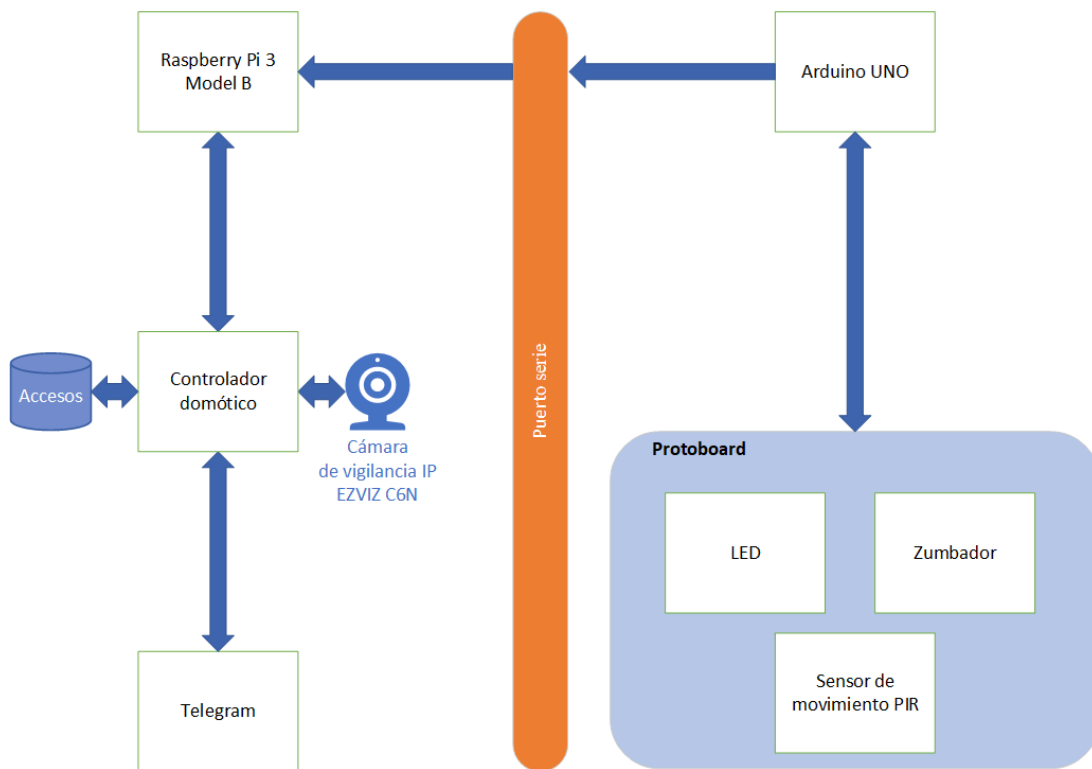 Raspberry Pi 3
Model B
Arduino UNO
Puerto serie
Accesos
Controlador
domótico
Cámara
de vigilancia IP
EZVIZ C6N
Protoboard
LED
Zumbador
Sensor de
movimiento PIR
Telegram